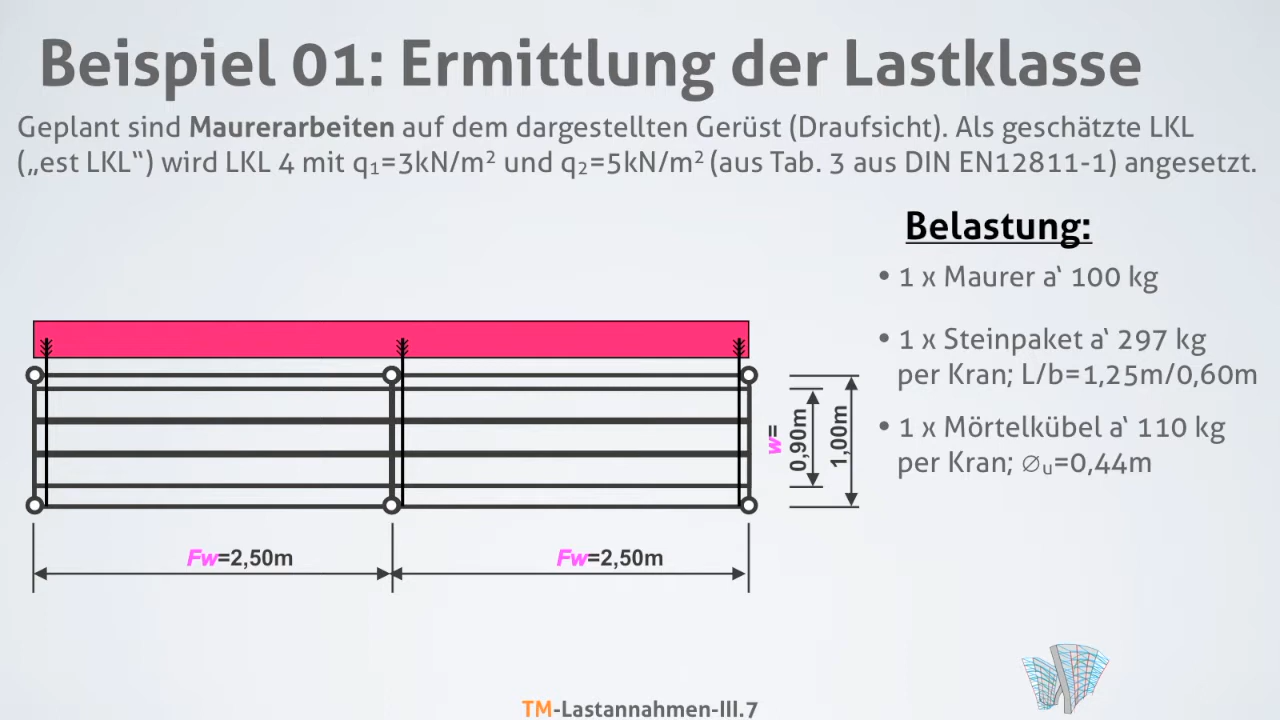 Beispiel 01: Ermittlung der Lastklasse
Geplant sind Maurerarbeiten auf dem dargestellten Gerüst (Draufsicht). Als geschätzte LKL
(„est LKL“) wird LKL 4 mit q₁=3kN/m² und q₂=5kN/m² (aus Tab. 3 aus DIN EN12811-1) angesetzt.
Belastung:
• 1 x Maurer a‘ 100 kg
• 1 x Steinpaket a‘ 297 kg
per Kran; L/b=1,25m/0,60m
• 1 x Mörtelkübel a‘ 110 kg
per Kran; ∅ᵤ=0,44m
w=
0,90m
1,00m
Fw=2,50m
Fw=2,50m
TM-Lastannahmen-III.7